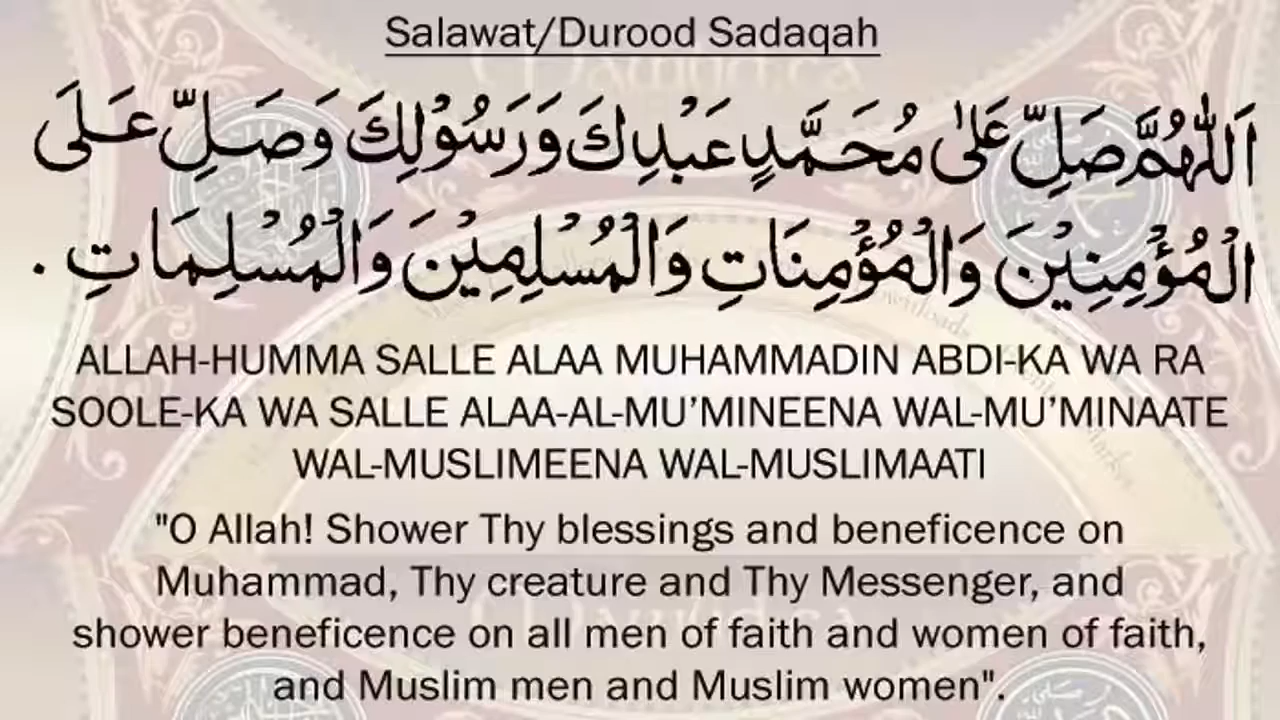 Salawat/Durood Sadaqah
اَللّٰهُمَّ صَلِّ عَلٰى مُحَمَّدٍ عَبْدِكَ وَرَسُوْلِكَ وَصَلِّ عَلَى
الْمُؤْمِنِيْنَ وَالْمُؤْمِنَاتِ وَالْمُسْلِمِيْنَ وَالْمُسْلِمَاتِ .
ALLAH-HUMMA SALLE ALAA MUHAMMADIN ABDI-KA WA RA
SOOLE-KA WA SALLE ALAA-AL-MU’MINEENA WAL-MU’MINAATE
WAL-MUSLIMEENA WAL-MUSLIMAATI
"O Allah! Shower Thy blessings and beneficence on
Muhammad, Thy creature and Thy Messenger, and
shower beneficence on all men of faith and women of faith,
and Muslim men and Muslim women".